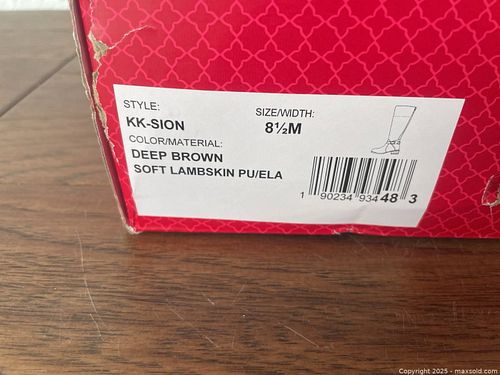 STYLE:
KK-SION
SIZE/WIDTH:
8½M
COLOR/MATERIAL:
DEEP BROWN
SOFT LAMBSKIN PU/ELA
1 90234 93448 3
Copyright 2025 - maxsold.com